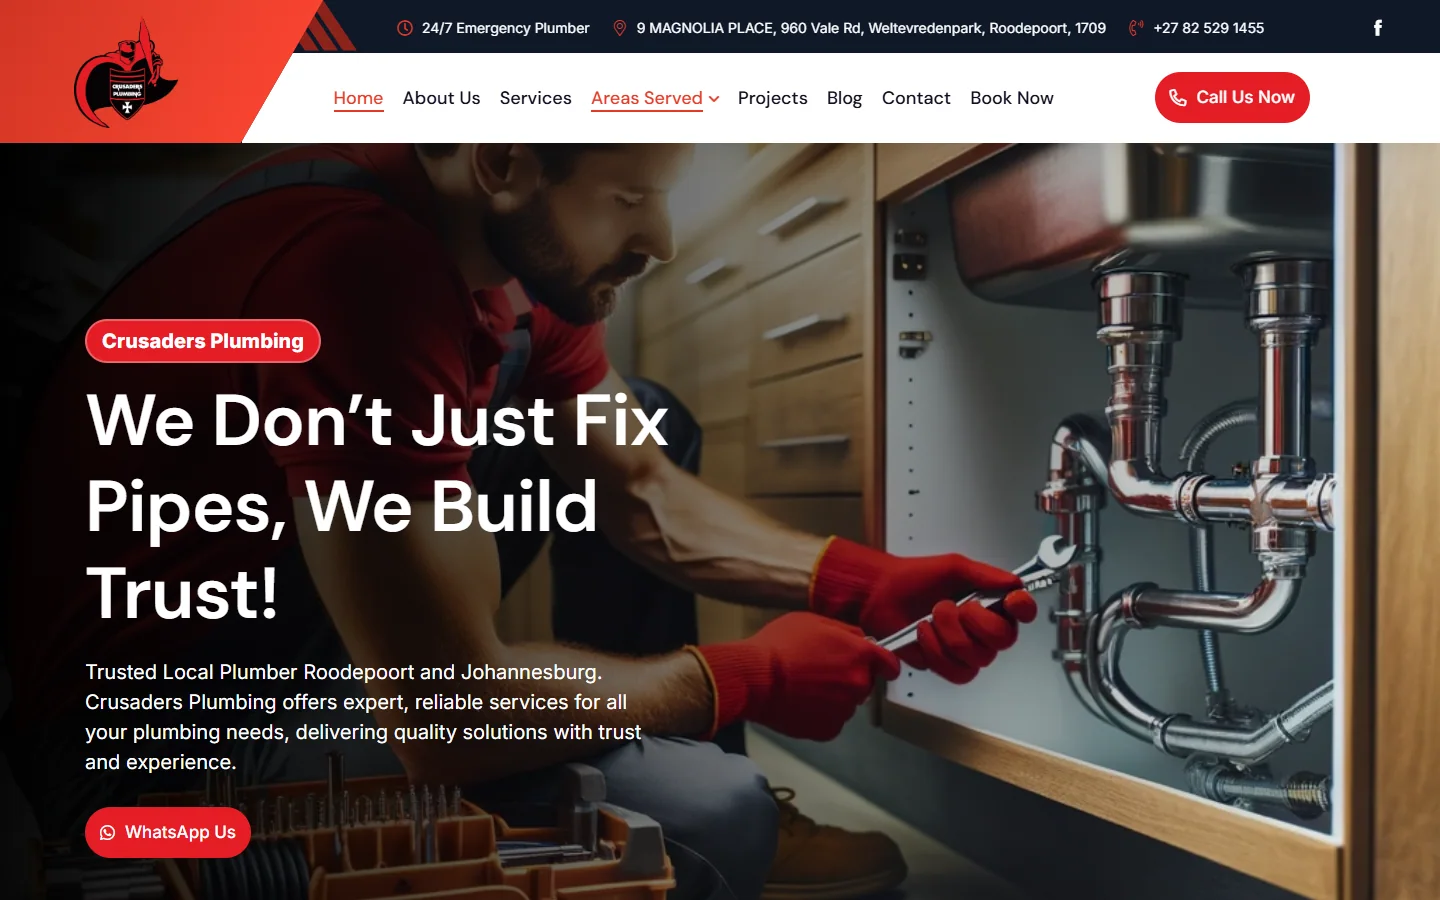 24/7 Emergency Plumber
9 MAGNOLIA PLACE, 960 Vale Rd, Weltevredenpark, Roodepoort, 1709
+27 82 529 1455
CRUSADERS
PLUMBING
Home
About Us
Services
Areas Served
Projects
Blog
Contact
Book Now
Call Us Now
Crusaders Plumbing
We Don’t Just Fix
Pipes, We Build
Trust!
Trusted Local Plumber Roodepoort and Johannesburg.
Crusaders Plumbing offers expert, reliable services for all
your plumbing needs, delivering quality solutions with trust
and experience.
WhatsApp Us